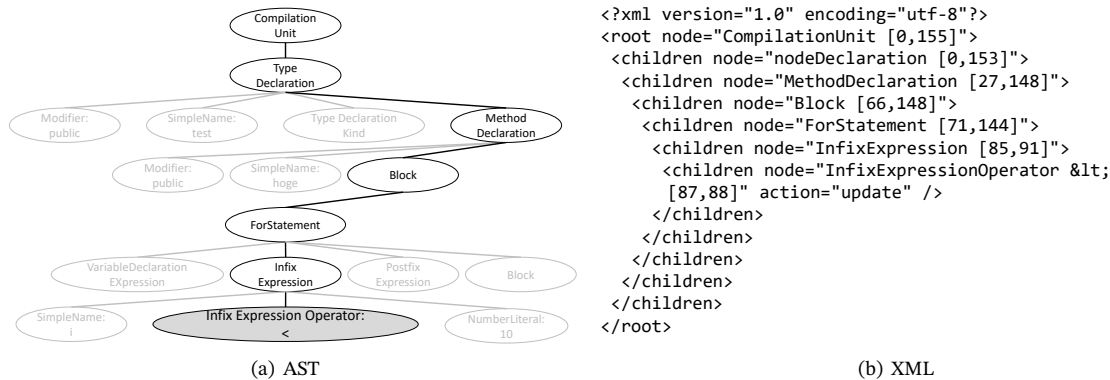 Compilation
Unit
Type
Declaration
Modifier:
public
SimpleName:
test
Type Declaration
Kind
Method
Declaration
Modifier:
public
SimpleName:
hoge
Block
ForStatement
VariableDeclaration
EXpression
Infix
Expression
Postfix
Expression
Block
SimpleName:
i
Infix Expression Operator:
<
NumberLiteral:
10
(a) AST
<?xml version="1.0" encoding="utf-8"?>
<root node="CompilationUnit [0,155]">
<children node="nodeDeclaration [0,153]">
<children node="MethodDeclaration [27,148]">
<children node="Block [66,148]">
<children node="ForStatement [71,144]">
<children node="InfixExpression [85,91]">
<children node="InfixExpressionOperator &lt;
[87,88]" action="update" />
</children>
</children>
</children>
</children>
</children>
</root>
(b) XML